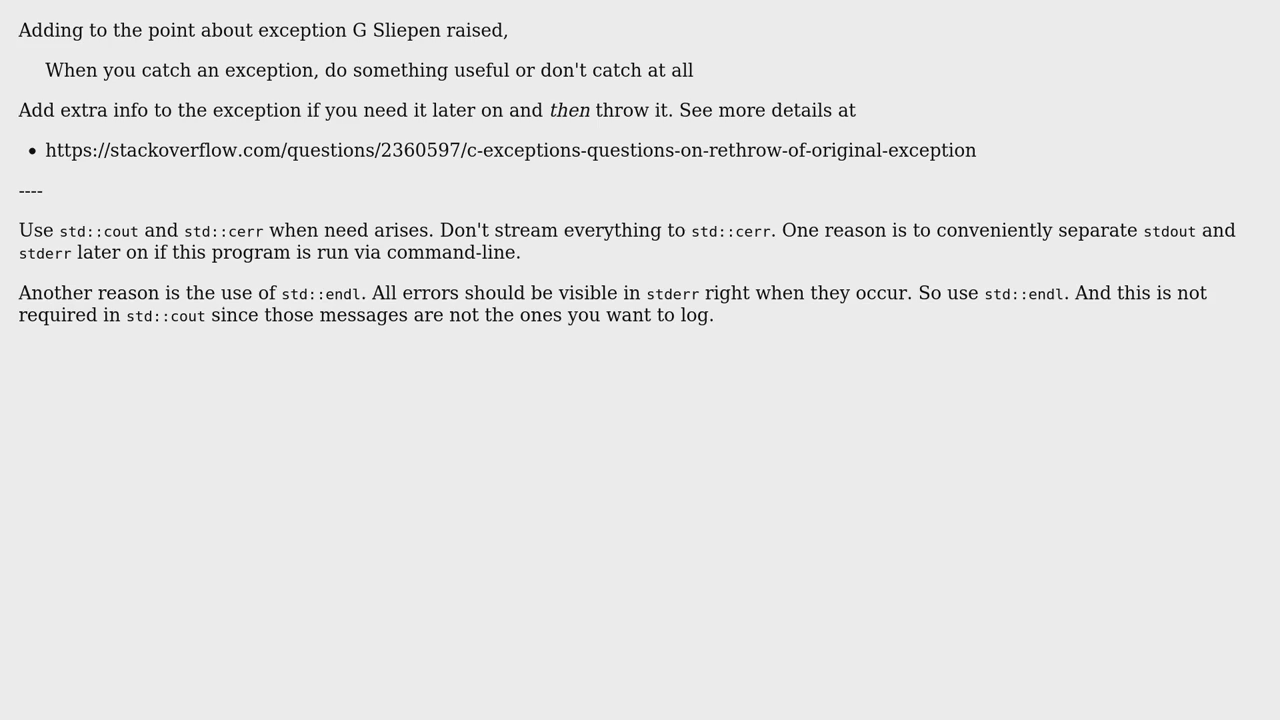 Adding to the point about exception G Sliepen raised,
When you catch an exception, do something useful or don't catch at all
Add extra info to the exception if you need it later on and then throw it. See more details at
• https://stackoverflow.com/questions/2360597/c-exceptions-questions-on-rethrow-of-original-exception
----
Use std::cout and std::cerr when need arises. Don't stream everything to std::cerr. One reason is to conveniently separate stdout and
stderr later on if this program is run via command-line.
Another reason is the use of std::endl. All errors should be visible in stderr right when they occur. So use std::endl. And this is not
required in std::cout since those messages are not the ones you want to log.